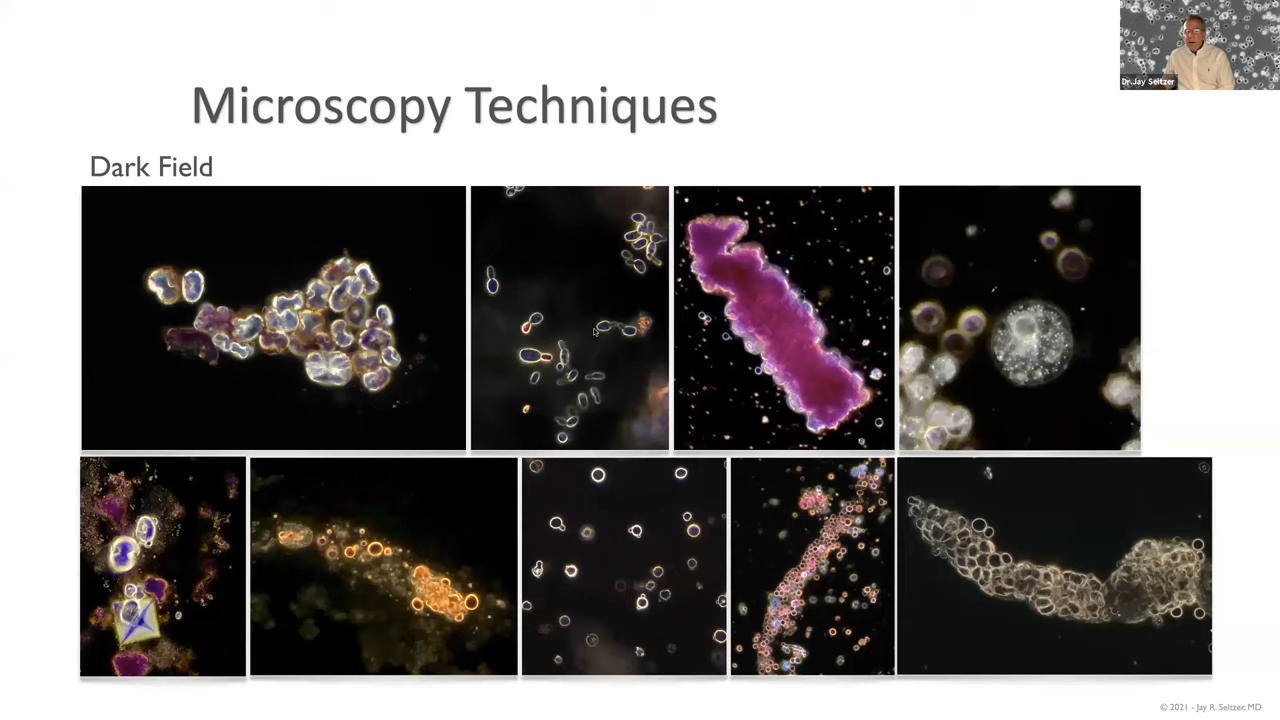 Dr.Jay Seltzer
Microscopy Techniques
Dark Field
© 2021 - Jay R. Seltzer, MD